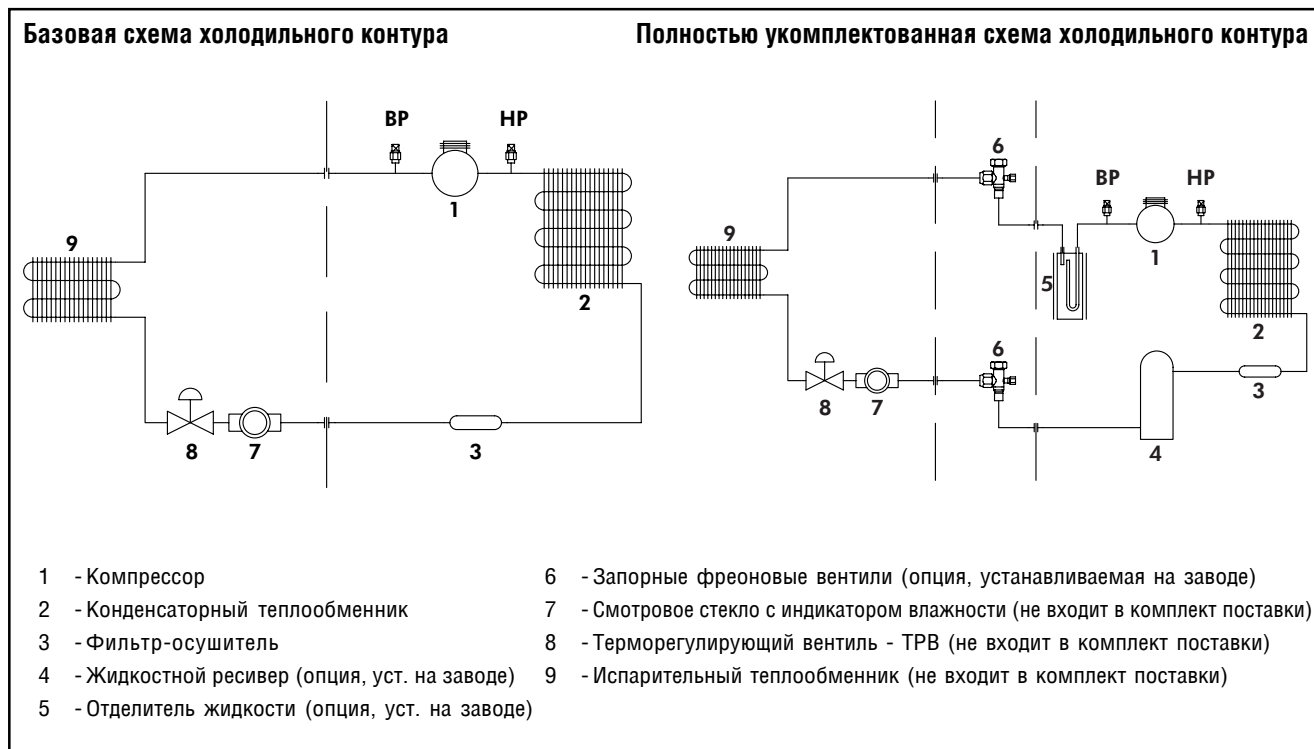 Базовая схема холодильного контура
Полностью укомплектованная схема холодильного контура
BP
HP
1
9
2
8
7
3
6
BP
HP
9
1
5
2
6
8
7
3
4
1 - Компрессор
2 - Конденсаторный теплообменник
3 - Фильтр-осушитель
4 - Жидкостной ресивер (опция, уст. на заводе)
5 - Отделитель жидкости (опция, уст. на заводе)
6 - Запорные фреоновые вентили (опция, устанавливаемая на заводе)
7 - Смотровое стекло с индикатором влажности (не входит в комплект поставки)
8 - Терморегулирующий вентиль - ТРВ (не входит в комплект поставки)
9 - Испарительный теплообменник (не входит в комплект поставки)